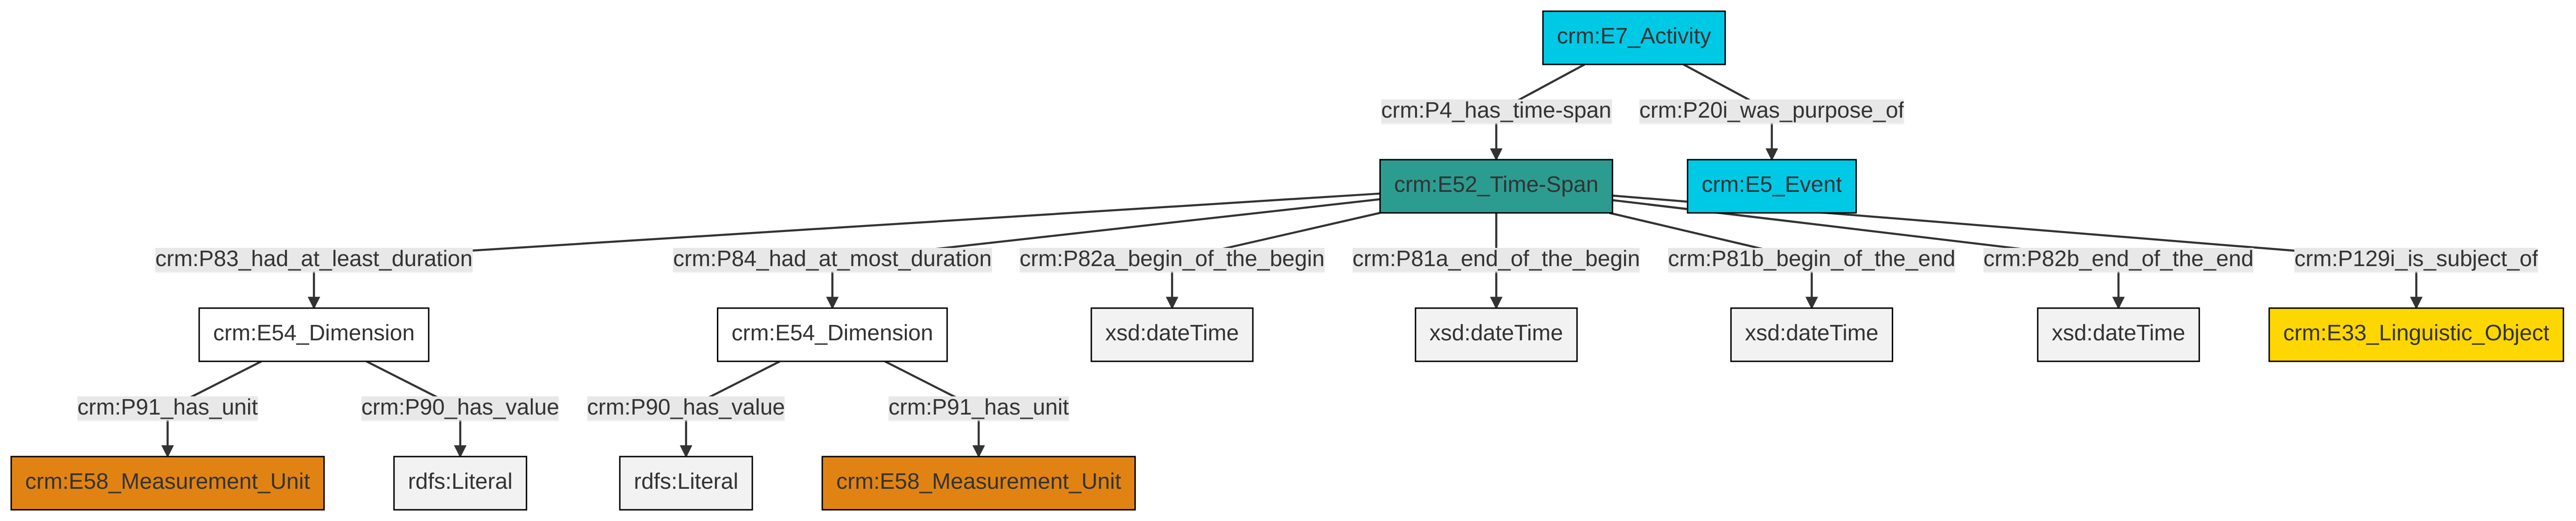 crm:E7_Activity
crm:P4_has_time-span
crm:P20i_was_purpose_of
crm:E52_Time-Span
crm:E5_Event
crm:P83_had_at_least_duration
crm:P84_had_at_most_duration
crm:P82a_begin_of_the_begin
crm:P81a_end_of_the_begin
crm:P81b_begin_of_the_end
crm:P82b_end_of_the_end
crm:P129i_is_subject_of
crm:E54_Dimension
crm:E54_Dimension
xsd:dateTime
xsd:dateTime
xsd:dateTime
xsd:dateTime
crm:E33_Linguistic_Object
crm:P91_has_unit
crm:P90_has_value
crm:P90_has_value
crm:P91_has_unit
crm:E58_Measurement_Unit
rdfs:Literal
rdfs:Literal
crm:E58_Measurement_Unit